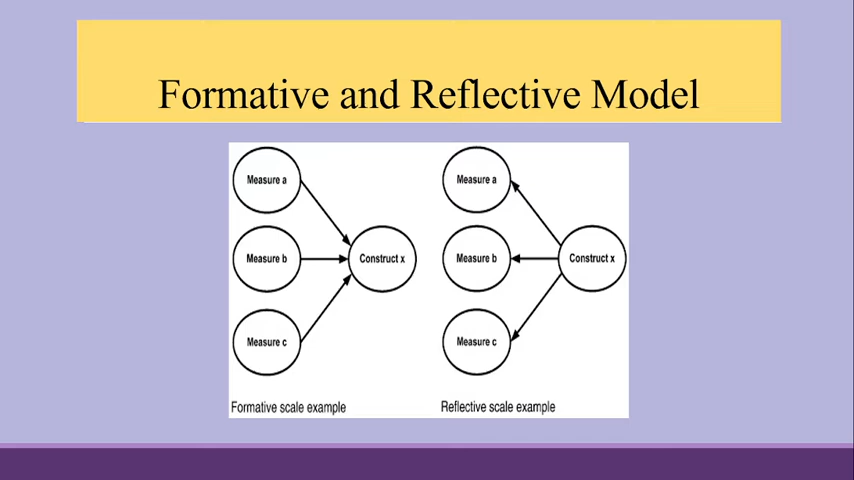 Formative and Reflective Model
Measure a
Measure b
Construct x
Measure c
Formative scale example
Measure a
Measure b
Construct x
Measure c
Reflective scale example